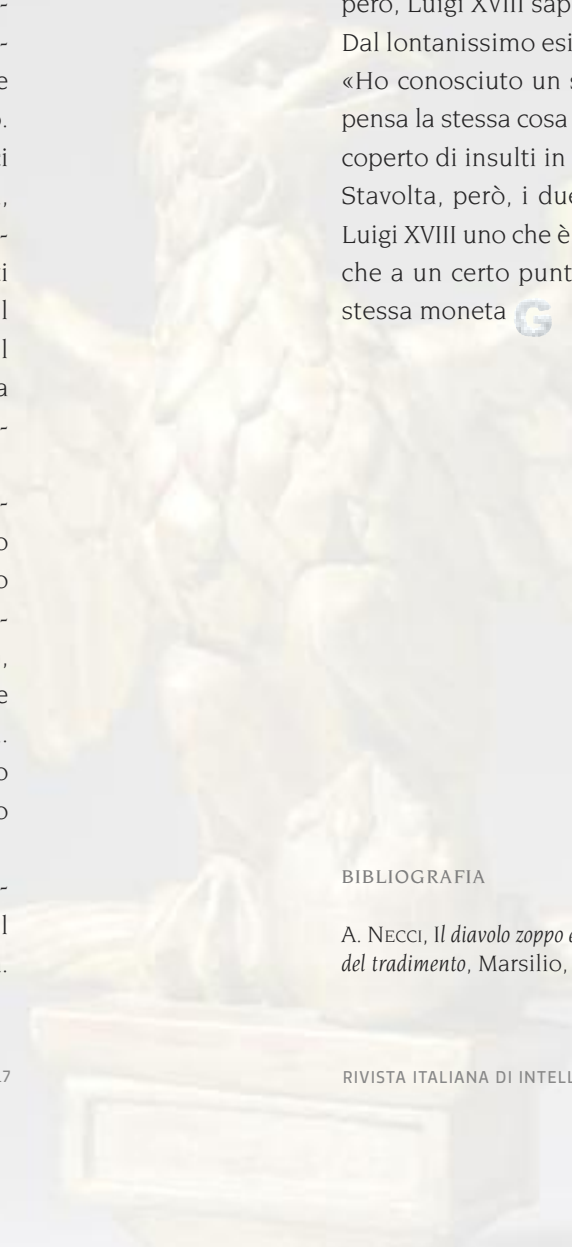 però, Luigi XVIII sap
Dal lontanissimo esi
«Ho conosciuto un s
pensa la stessa cosa
coperto di insulti in
Stavolta, però, i due
Luigi XVIII uno che è
che a un certo punt
stessa moneta G
BIBLIOGRAFIA
A. NECCI, Il diavolo zoppo e
del tradimento, Marsilio,
RIVISTA ITALIANA DI INTELL